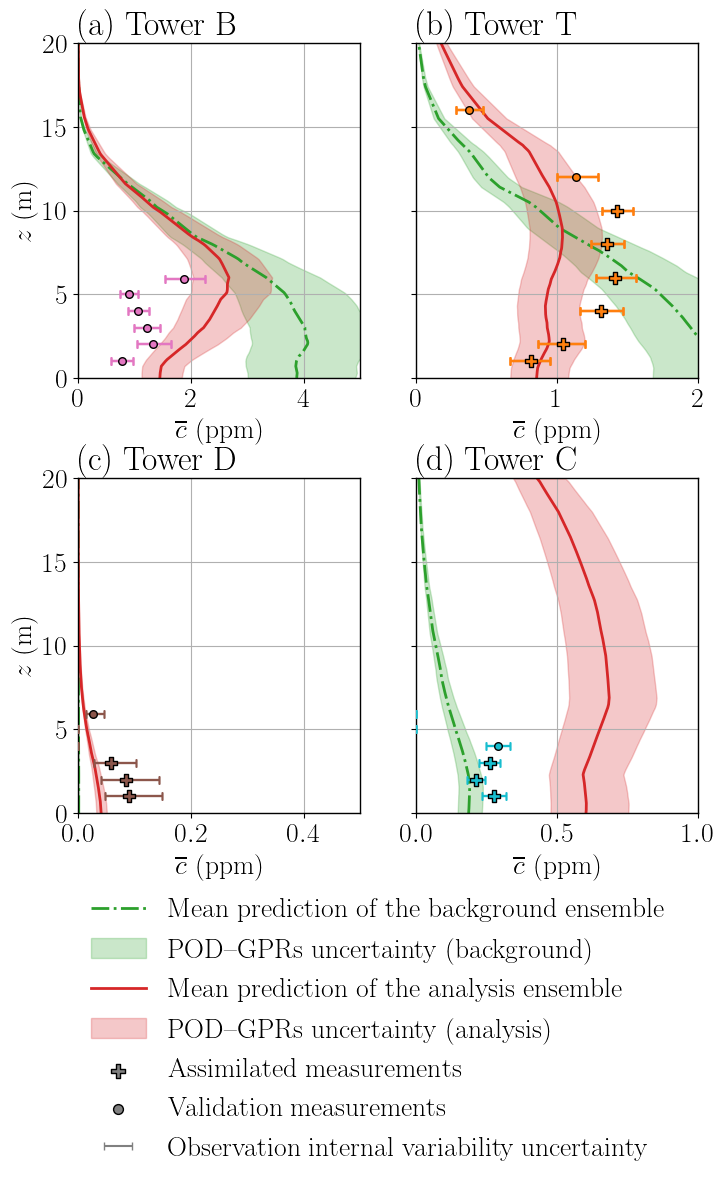 (a) Tower B
(b) Tower T
20
15
10
5
0
z (m)
0 2 4
0 1 2
c̅ (ppm)
c̅ (ppm)
(c) Tower D
(d) Tower C
20
15
10
5
0
z (m)
0.0 0.2 0.4
0.0 0.5 1.0
c̅ (ppm)
c̅ (ppm)
Mean prediction of the background ensemble
POD–GPRs uncertainty (background)
Mean prediction of the analysis ensemble
POD–GPRs uncertainty (analysis)
Assimilated measurements
Validation measurements
Observation internal variability uncertainty